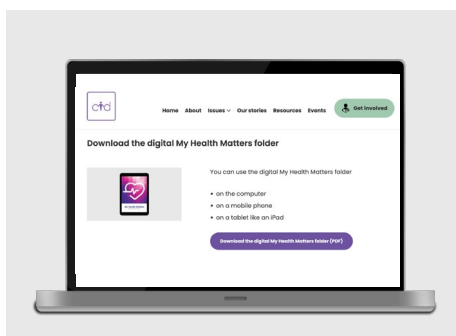 cid
Home About Issues Our stories Resources Events Get involved
Download the digital My Health Matters folder
You can use the digital My Health Matters folder
• on the computer
• on a mobile phone
• on a tablet like an iPad
Download the digital My Health Matters folder (PDF)